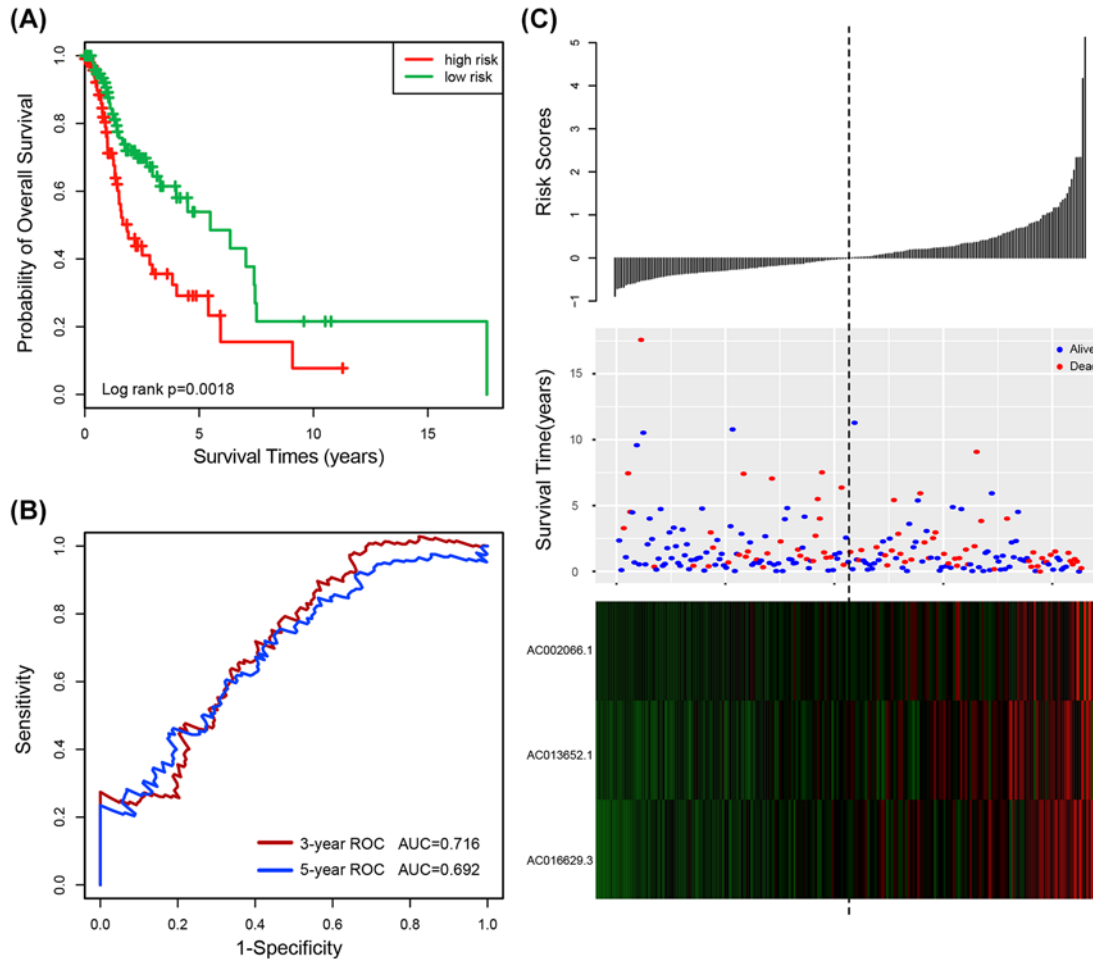 (A)
Probability of Overall Survival
1.0
0.8
0.6
0.4
0.2
0.0
high risk
low risk
Log rank p=0.0018
0
5
10
15
Survival Times (years)
(B)
Sensitivity
1.0
0.8
0.6
0.4
0.2
0.0
3-year ROC AUC=0.716
5-year ROC AUC=0.692
0.0
0.2
0.4
0.6
0.8
1.0
1-Specificity
(C)
Risk Scores
5
4
3
2
1
0
−1
Survival Time(years)
15
10
5
0
Alive
Dead
AC002066.1
AC013652.1
AC016629.3